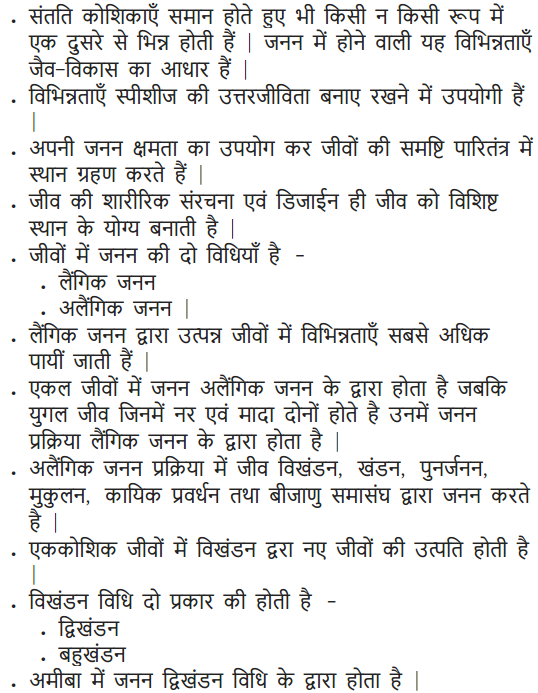 • संतति कोशिकाएँ समान होते हुए भी किसी न किसी रूप में
एक दुसरे से भिन्न होती हैं | जनन में होने वाली यह विभिन्नताएँ
जैव-विकास का आधार हैं |
• विभिन्नताएँ स्पीशीज की उत्तरजीविता बनाए रखने में उपयोगी हैं
|
• अपनी जनन क्षमता का उपयोग कर जीवों की समष्टि पारितंत्र में
स्थान ग्रहण करते हैं |
• जीव की शारीरिक संरचना एवं डिजाईन ही जीव को विशिष्ट
स्थान के योग्य बनाती है |
• जीवों में जनन की दो विधियाँ है -
• लैंगिक जनन
• अलैंगिक जनन |
• लैंगिक जनन द्वारा उत्पन्न जीवों में विभिन्नताएँ सबसे अधिक
पायीं जाती हैं |
• एकल जीवों में जनन अलैंगिक जनन के द्वारा होता है जबकि
युगल जीव जिनमें नर एवं मादा दोनों होते है उनमें जनन
प्रक्रिया लैंगिक जनन के द्वारा होता है |
• अलैंगिक जनन प्रक्रिया में जीव विखंडन, खंडन, पुनर्जनन,
मुकुलन, कायिक प्रवर्धन तथा बीजाणु समासंघ द्वारा जनन करते
है |
• एककोशिक जीवों में विखंडन द्वरा नए जीवों की उत्पति होती है
|
• विखंडन विधि दो प्रकार की होती है -
• द्विखंडन
• बहुखंडन
• अमीबा में जनन द्विखंडन विधि के द्वारा होता है |